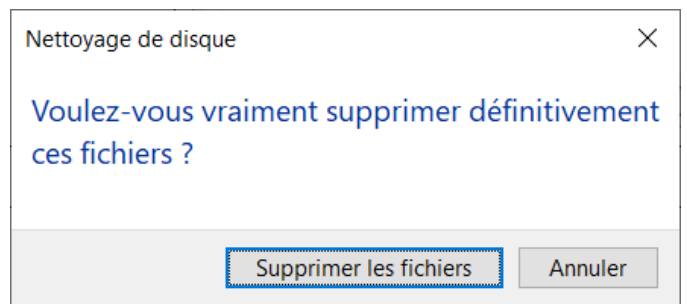 Nettoyage de disque
Voulez-vous vraiment supprimer définitivement
ces fichiers ?
Supprimer les fichiers
Annuler